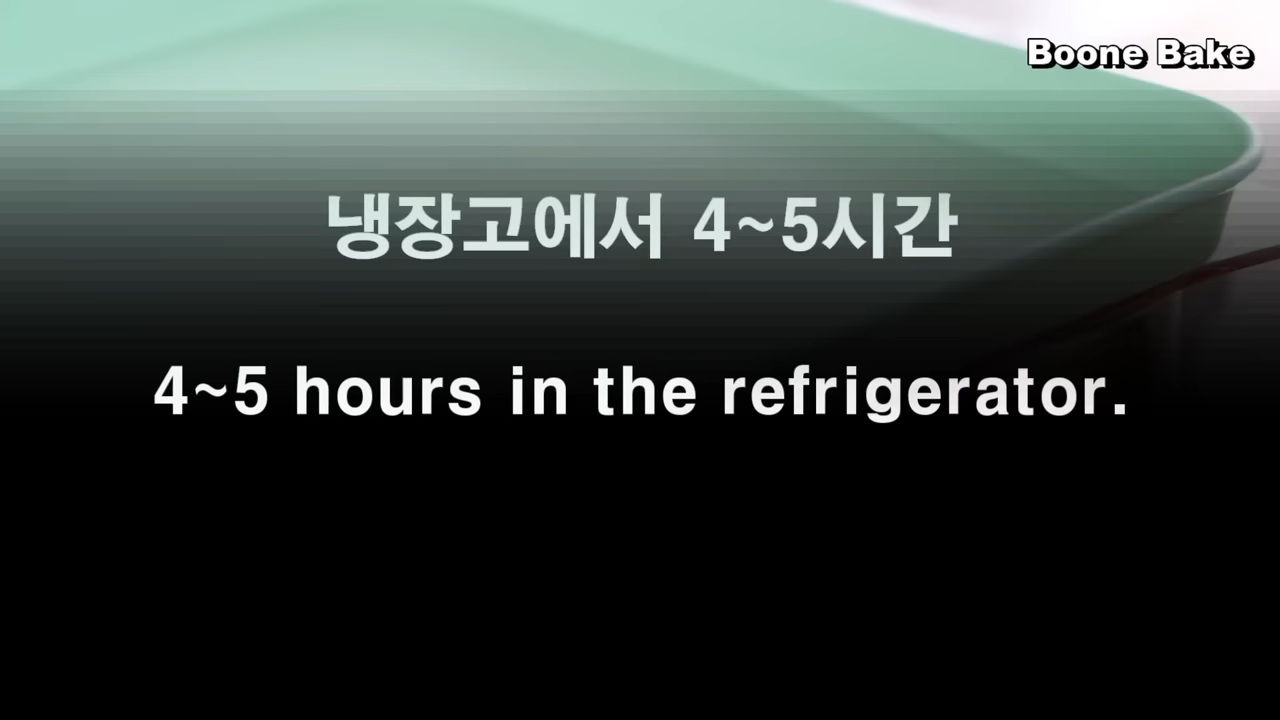 Boone Bake
냉장고에서 4~5시간
4~5 hours in the refrigerator.